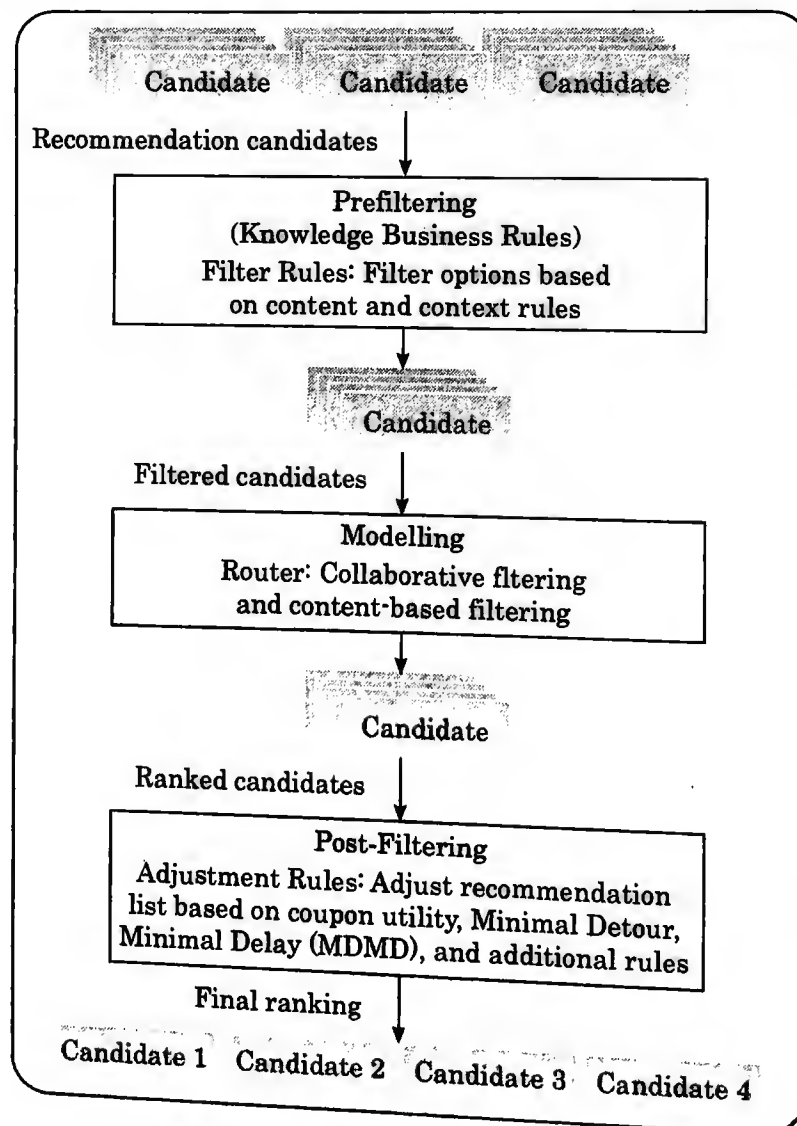 Candidate Candidate Candidate
Recommendation candidates
Prefiltering
(Knowledge Business Rules)
Filter Rules: Filter options based
on content and context rules
Candidate
Filtered candidates
Modelling
Router: Collaborative fltering
and content-based filtering
Candidate
Ranked candidates
Post-Filtering
Adjustment Rules: Adjust recommendation
list based on coupon utility, Minimal Detour,
Minimal Delay (MDMD), and additional rules
Final ranking
Candidate 1 Candidate 2 Candidate 3 Candidate 4